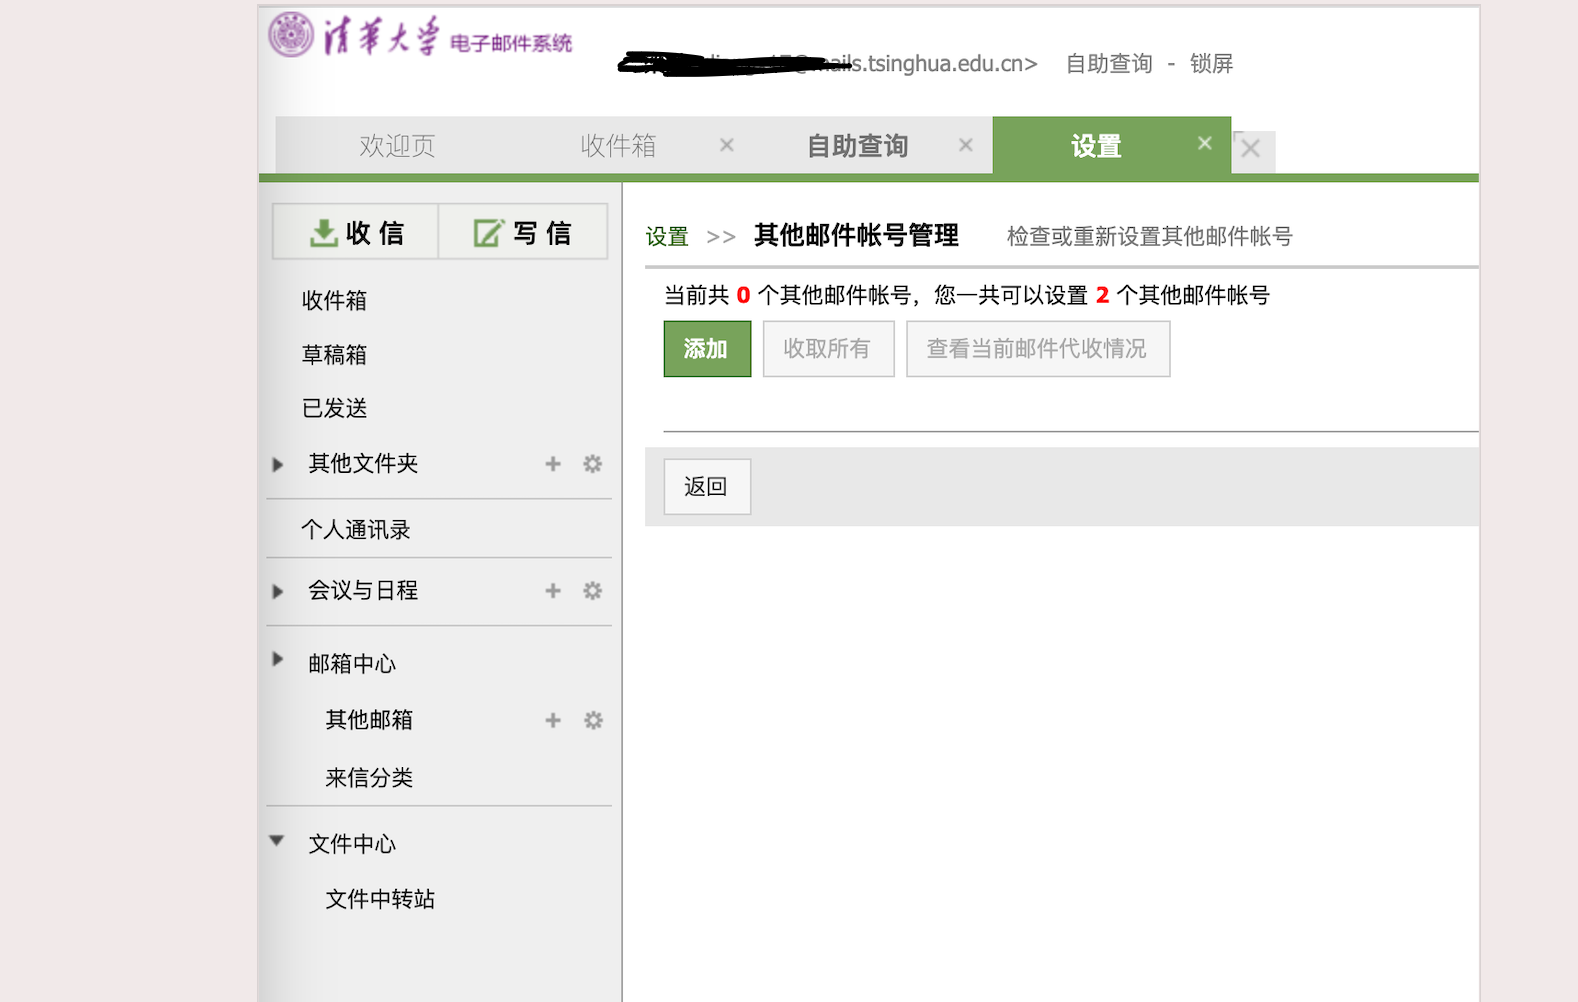 清华大学 电子邮件系统
ails.tsinghua.edu.cn> 自助查询 - 锁屏
欢迎页 收件箱 × 自助查询 × 设置 × ×
收信 写信
设置 >> 其他邮件帐号管理 检查或重新设置其他邮件帐号
当前共 0 个其他邮件帐号，您一共可以设置 2 个其他邮件帐号
添加 收取所有 查看当前邮件代收情况
返回
收件箱
草稿箱
已发送
其他文件夹
个人通讯录
会议与日程
邮箱中心
其他邮箱
来信分类
文件中心
文件中转站